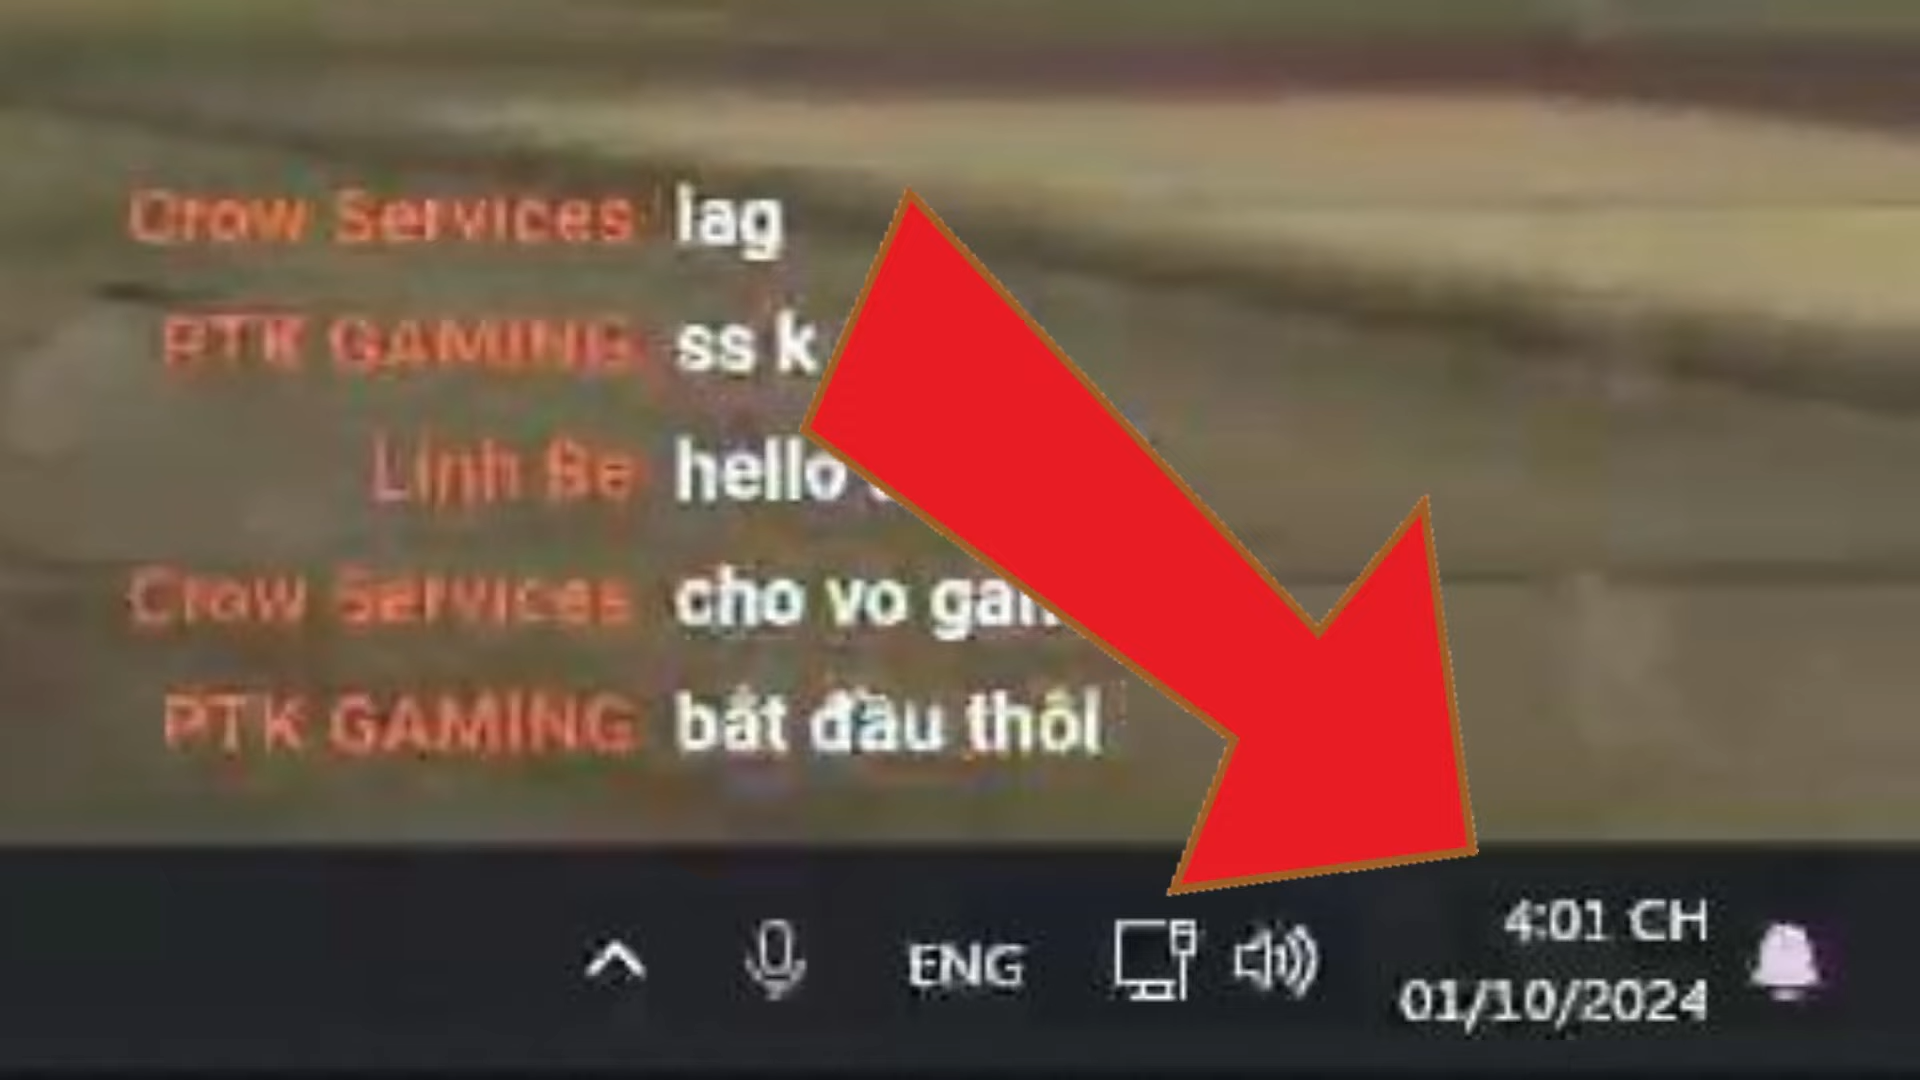 Crow Services lag
PTK GAMING ss k
Linh Be hello
Crow Services cho vo
PTK GAMING bắt đầu thôi
ENG
4:01 CH
01/10/2024